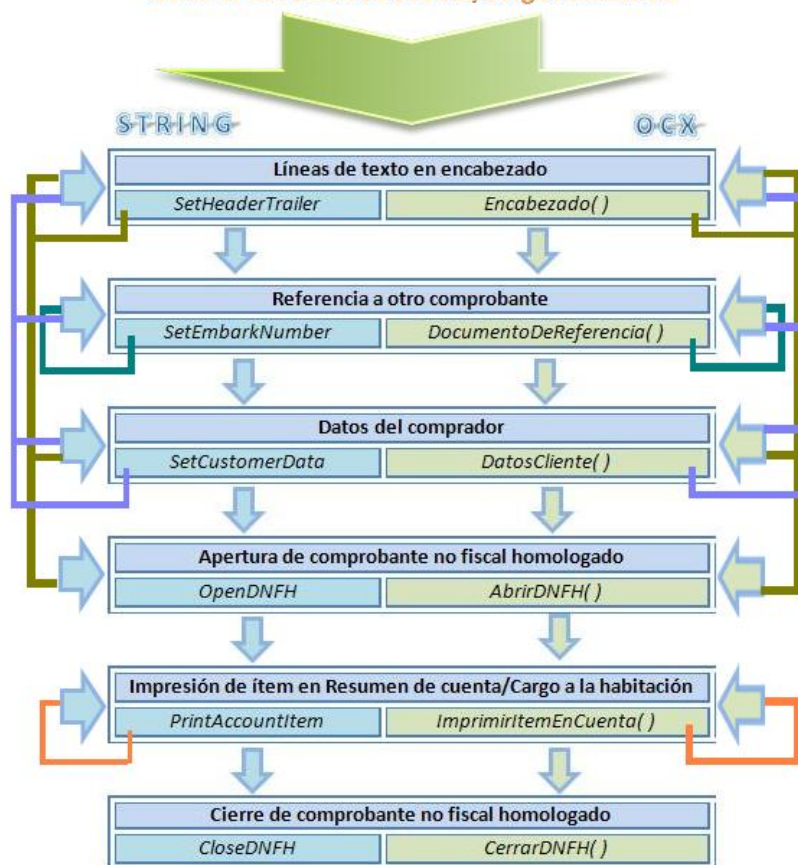 STRING OCX
Líneas de texto en encabezado
SetHeaderTrailer Encabezado( )
Referencia a otro comprobante
SetEmbarkNumber DocumentoDeReferencia( )
Datos del comprador
SetCustomerData DatosCliente( )
Apertura de comprobante no fiscal homologado
OpenDNFH AbrirDNFH( )
Impresión de ítem en Resumen de cuenta/Cargo a la habitación
PrintAccountItem ImprimirItemEnCuenta( )
Cierre de comprobante no fiscal homologado
CloseDNFH CerrarDNFH( )